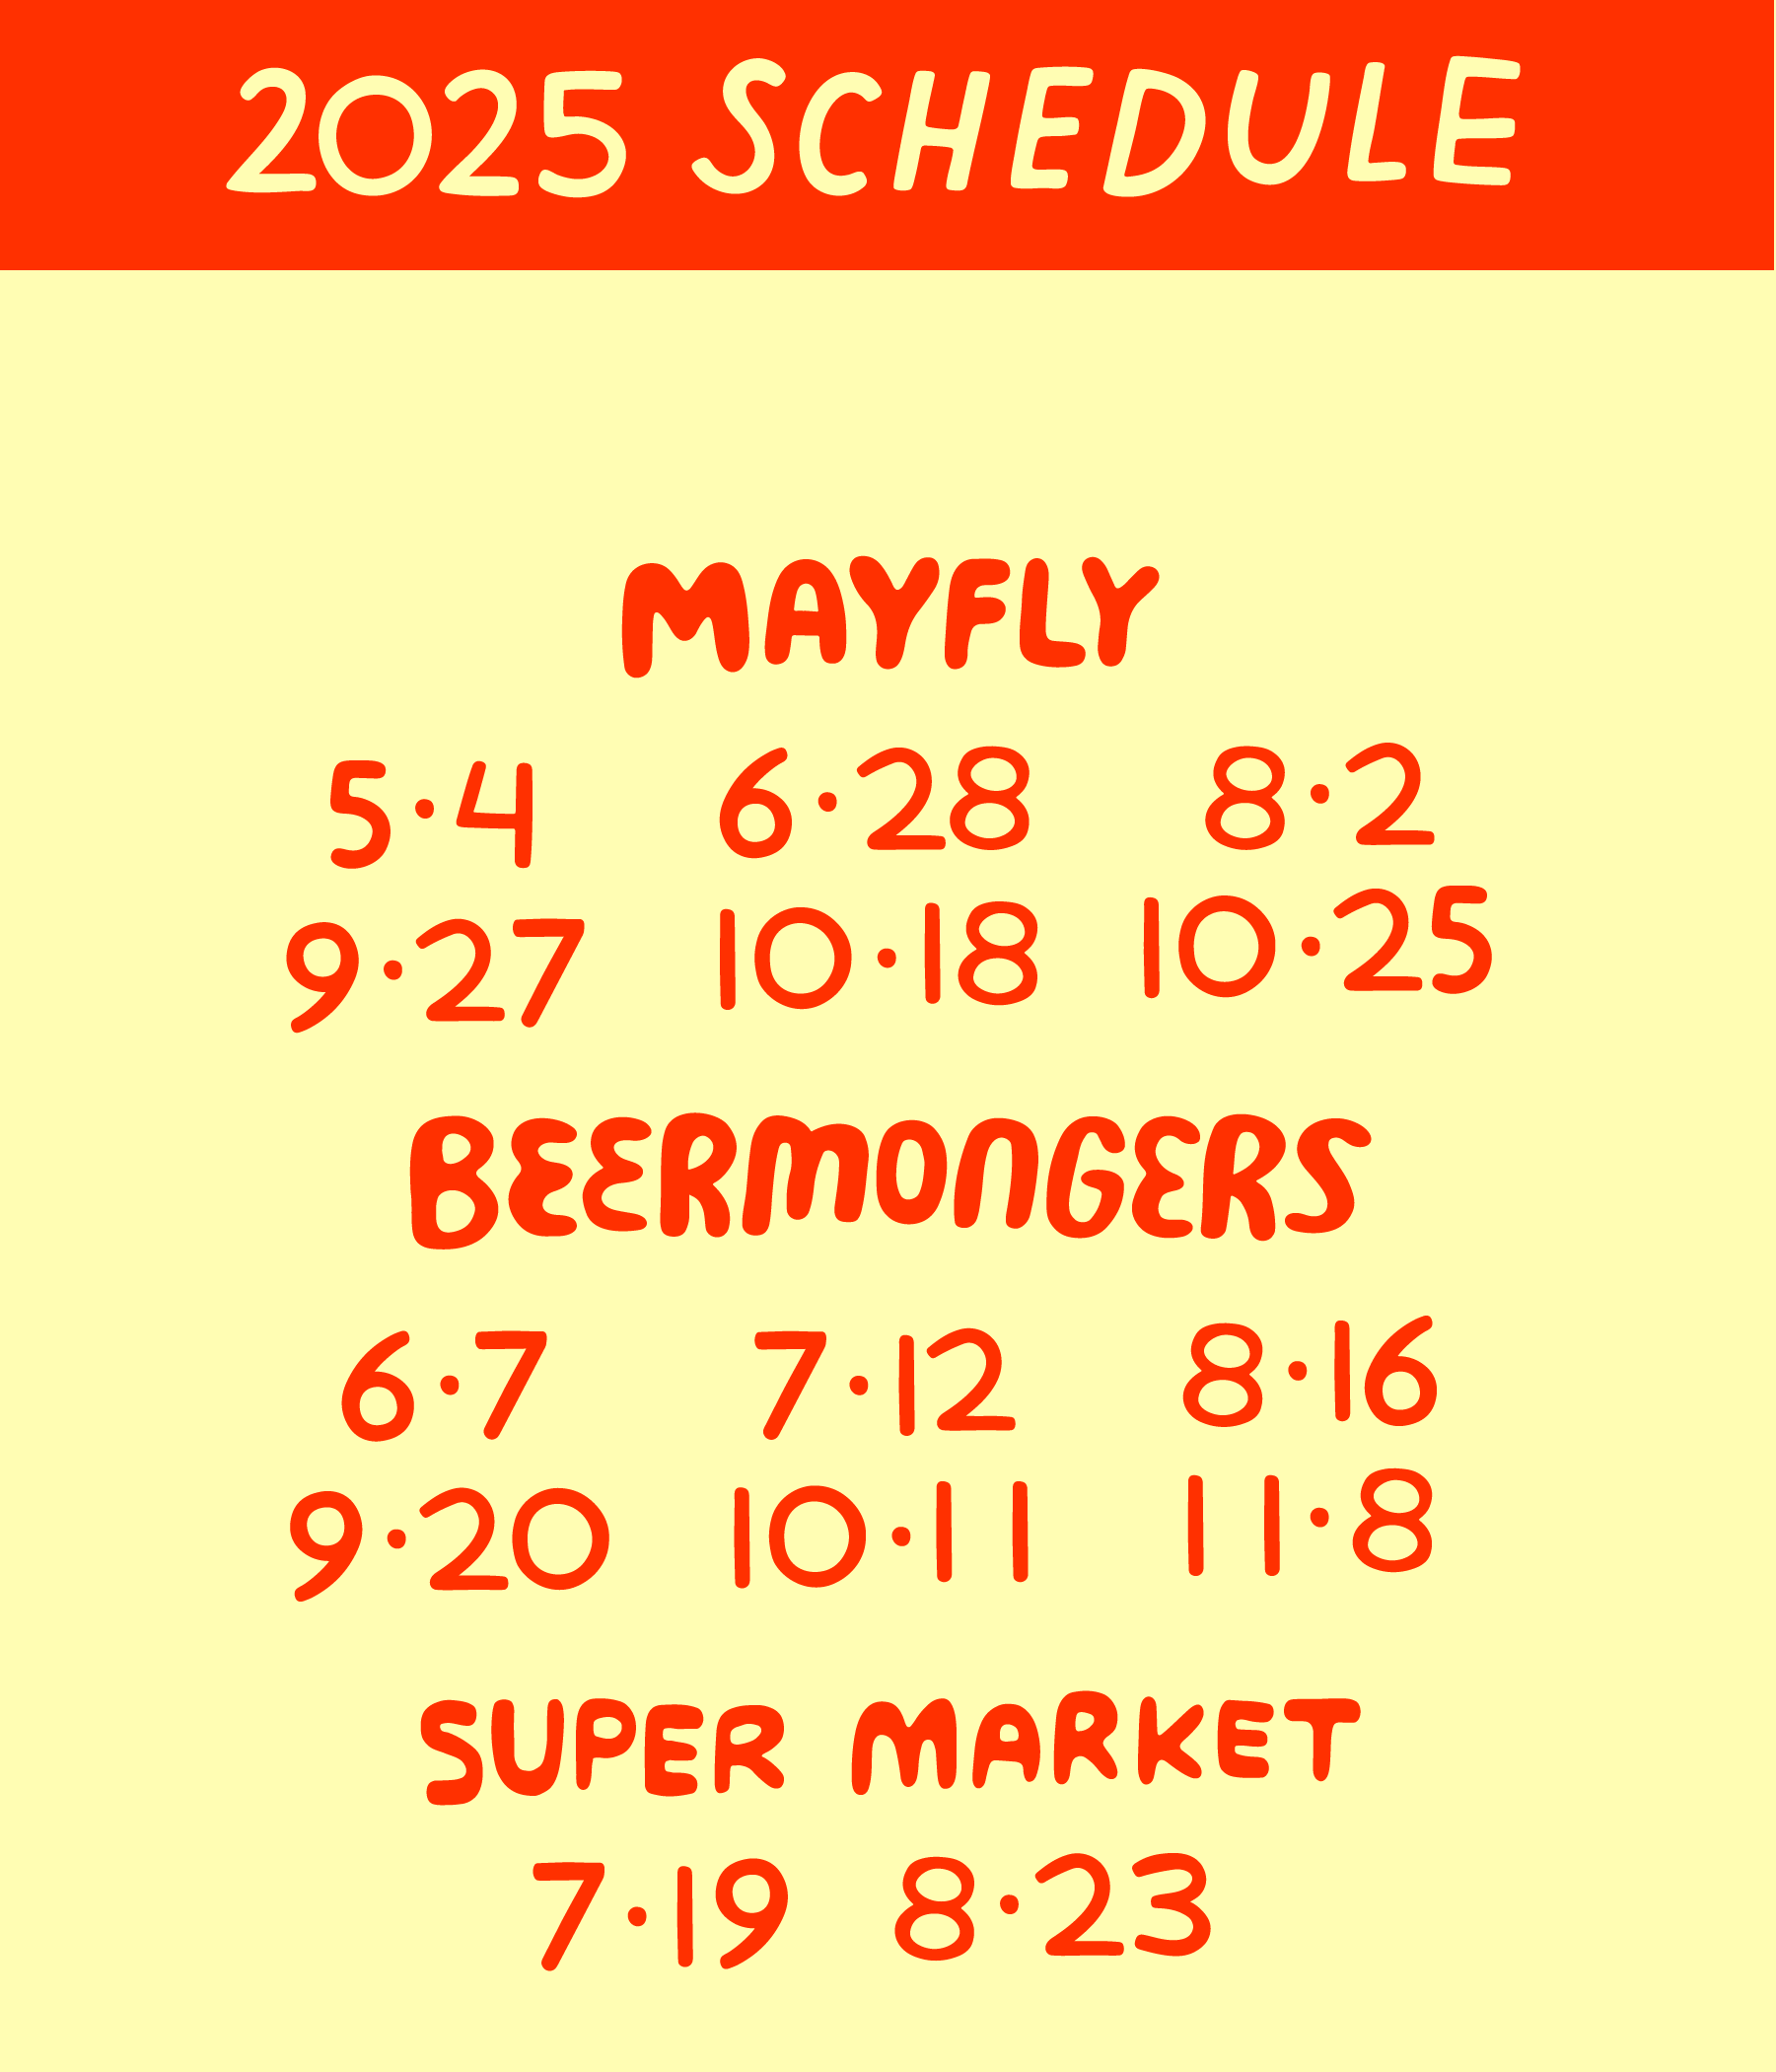 2025 SCHEDULE
MAYFLY
5·4 6·28 8·2
9·27 10·18 10·25
BEERMONGERS
6·7 7·12 8·16
9·20 10·11 11·8
SUPER MARKET
7·19 8·23